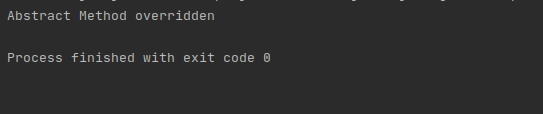 Abstract Method overridden
Process finished with exit code 0